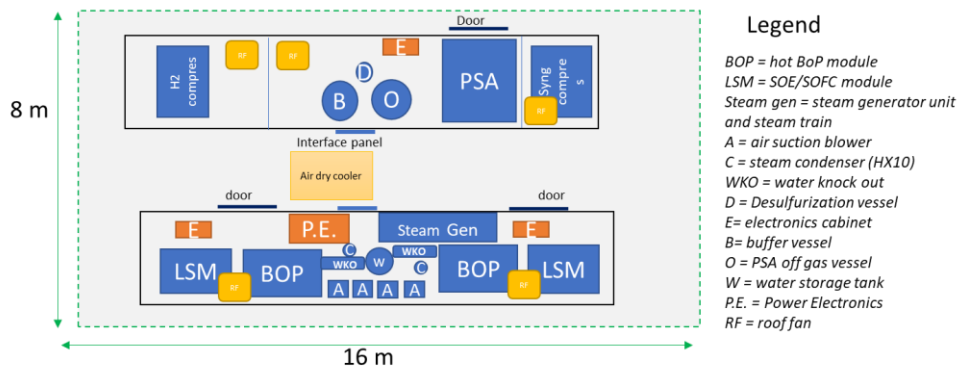 Door
Legend
RF
RF
E
H2
compres
D
B
O
PSA
Syng
compre
s
RF
8 m
Interface panel
Air dry cooler
door
door
E
P.E.
Steam Gen
E
LSM
BOP
C
WKO
W
WKO
C
BOP
LSM
RF
A
A
A
A
RF
16 m
BOP = hot BoP module
LSM = SOE/SOFC module
Steam gen = steam generator unit
and steam train
A = air suction blower
C = steam condenser (HX10)
WKO = water knock out
D = Desulfurization vessel
E= electronics cabinet
B= buffer vessel
O = PSA off gas vessel
W = water storage tank
P.E. = Power Electronics
RF = roof fan